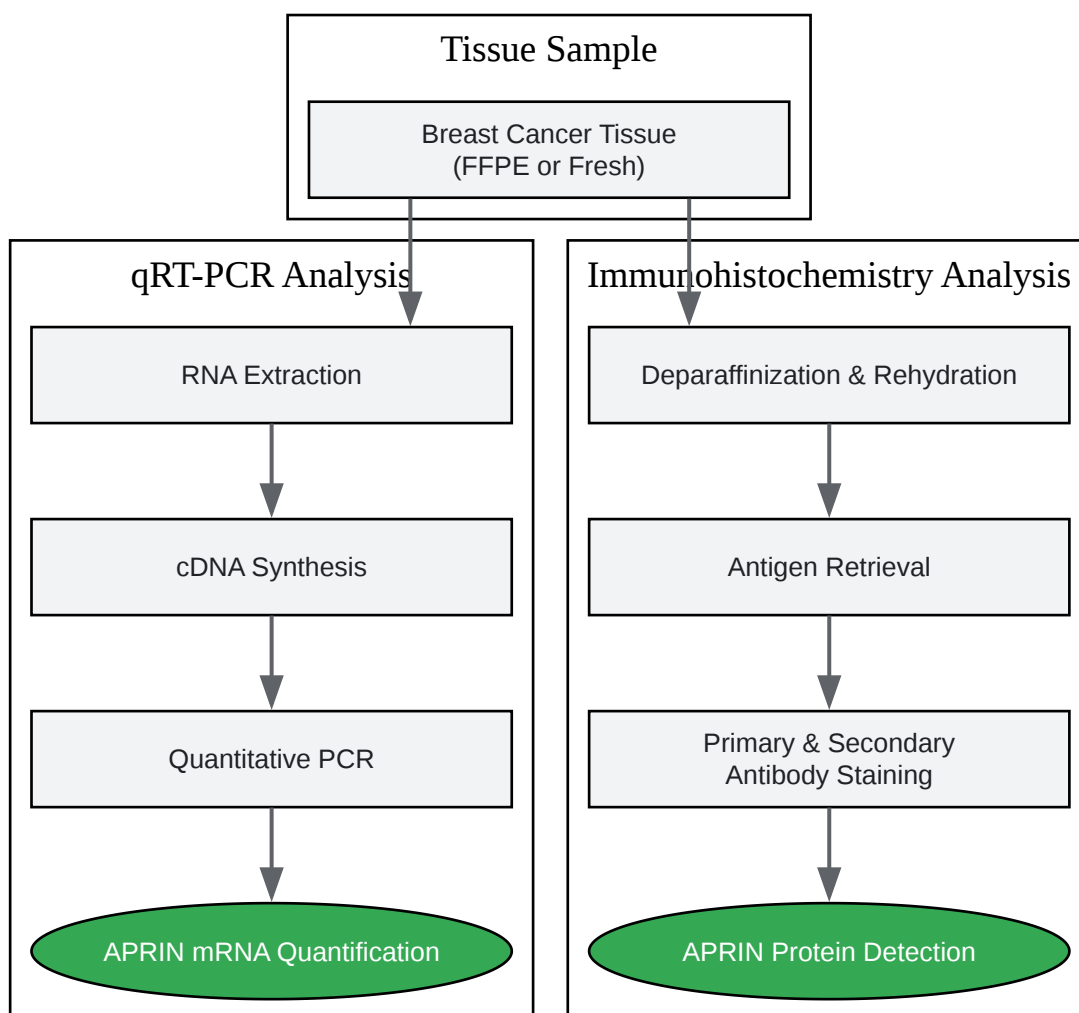 Tissue Sample
Breast Cancer Tissue
(FFPE or Fresh)
qRT-PCR Analysis
RNA Extraction
cDNA Synthesis
Quantitative PCR
APRIN mRNA Quantification
Immunohistochemistry Analysis
Deparaffinization & Rehydration
Antigen Retrieval
Primary & Secondary
Antibody Staining
APRIN Protein Detection